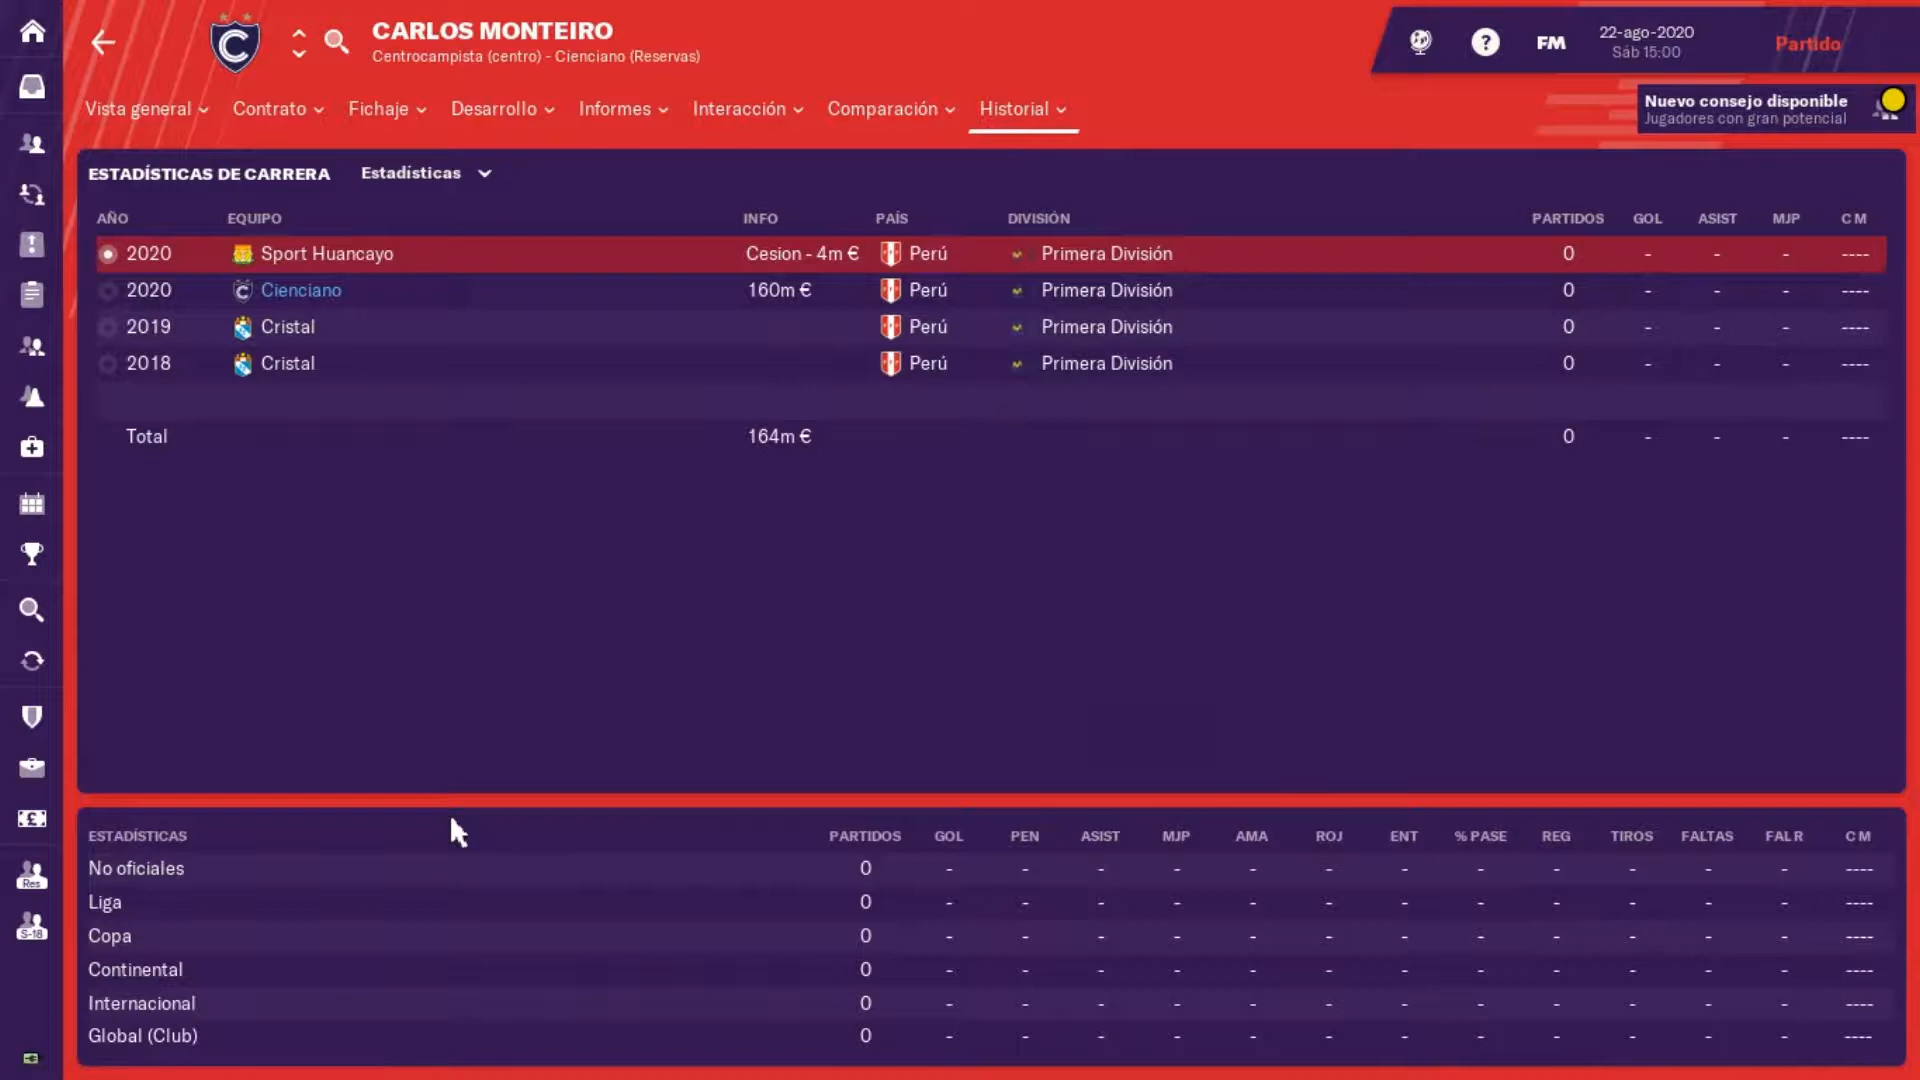 CARLOS MONTEIRO
Centrocampista (centro) - Cienciano (Reservas)
FM
22-ago-2020
Sáb 15:00
Partido
Vista general Contrato Fichaje Desarrollo Informes Interacción Comparación Historial
Nuevo consejo disponible
Jugadores con gran potencial
ESTADÍSTICAS DE CARRERA Estadísticas
AÑO EQUIPO INFO PAÍS DIVISIÓN PARTIDOS GOL ASIST MJP C M
2020 Sport Huancayo Cesion - 4m € Perú Primera División 0 - - - ----
2020 Cienciano 160m € Perú Primera División 0 - - - ----
2019 Cristal Perú Primera División 0 - - - ----
2018 Cristal Perú Primera División 0 - - - ----
Total 164m € 0 - - - ----
ESTADÍSTICAS PARTIDOS GOL PEN ASIST MJP AMA ROJ ENT % PASE REG TIROS FALTAS FAL R C M
No oficiales 0 - - - - - - - - - - - - ----
Liga 0 - - - - - - - - - - - - ----
Copa 0 - - - - - - - - - - - - ----
Continental 0 - - - - - - - - - - - - ----
Internacional 0 - - - - - - - - - - - - ----
Global (Club) 0 - - - - - - - - - - - - ----
Res
S-18